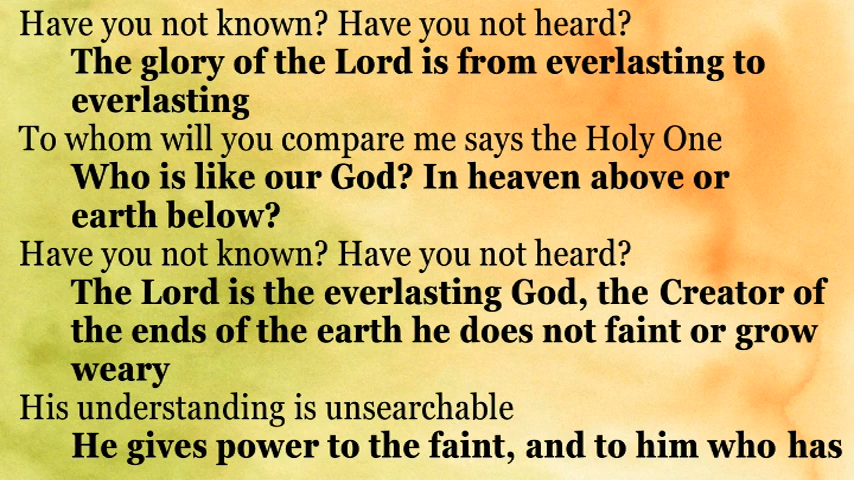 Have you not known? Have you not heard?
The glory of the Lord is from everlasting to
everlasting
To whom will you compare me says the Holy One
Who is like our God? In heaven above or
earth below?
Have you not known? Have you not heard?
The Lord is the everlasting God, the Creator of
the ends of the earth he does not faint or grow
weary
His understanding is unsearchable
He gives power to the faint, and to him who has